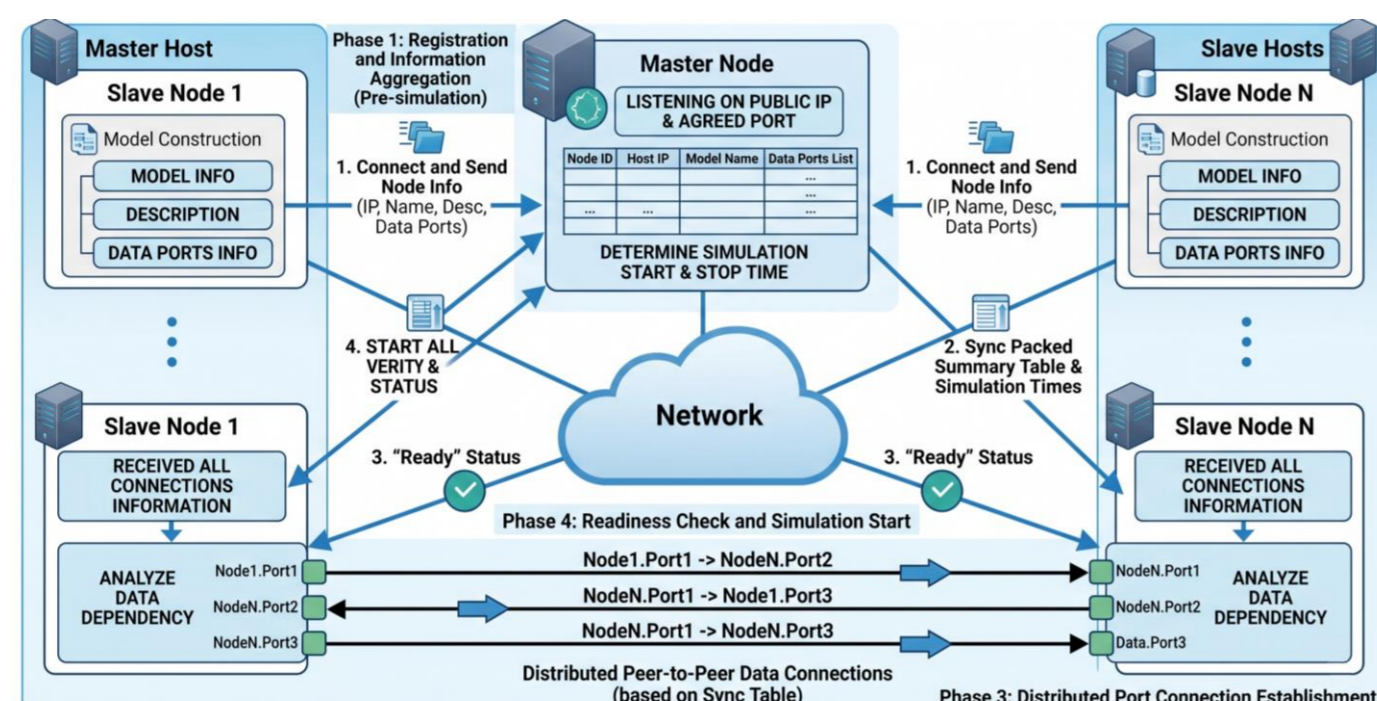 Master Host
Slave Node 1
Model Construction
MODEL INFO
DESCRIPTION
DATA PORTS INFO
Phase 1: Registration
and Information
Aggregation
(Pre-simulation)
1. Connect and Send
Node Info
(IP, Name, Desc,
Data Ports)
Master Node
LISTENING ON PUBLIC IP
& AGREED PORT
Node ID Host IP Model Name Data Ports List
...
...
... ... ...
DETERMINE SIMULATION
START & STOP TIME
1. Connect and Send
Node Info
(IP, Name, Desc,
Data Ports)
Slave Hosts
Slave Node N
Model Construction
MODEL INFO
DESCRIPTION
DATA PORTS INFO
4. START ALL
VERITY &
STATUS
2. Sync Packed
Summary Table &
Simulation Times
Network
Slave Node 1
RECEIVED ALL
CONNECTIONS
INFORMATION
3. “Ready” Status
3. “Ready” Status
Slave Node N
RECEIVED ALL
CONNECTIONS
INFORMATION
Phase 4: Readiness Check and Simulation Start
ANALYZE
DATA
DEPENDENCY
Node1.Port1
NodeN.Port2
NodeN.Port3
Node1.Port1 -> NodeN.Port2
NodeN.Port1 -> Node1.Port3
NodeN.Port1 -> NodeN.Port3
NodeN.Port1
NodeN.Port2
Data.Port3
ANALYZE
DATA
DEPENDENCY
Distributed Peer-to-Peer Data Connections
(based on Sync Table)
Phase 3: Distributed Port Connection Establishment